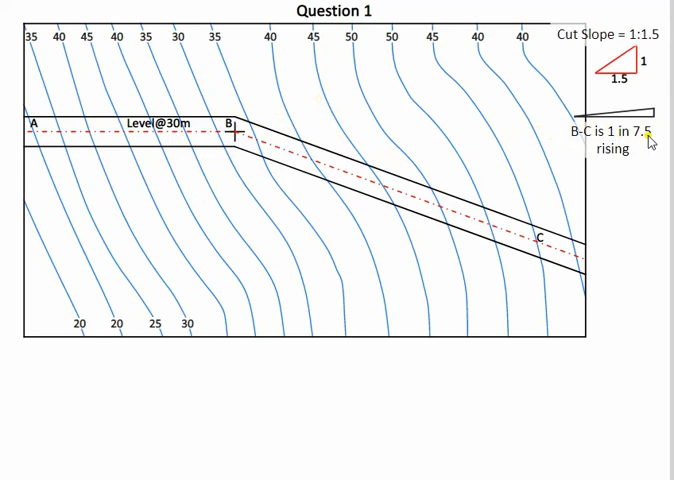 Question 1
35 40 45 40 35 30 35 40 45 50 50 45 40 40
Cut Slope = 1:1.5
1
1.5
A Level@30m B
B-C is 1 in 7.5
rising
C
20 20 25 30